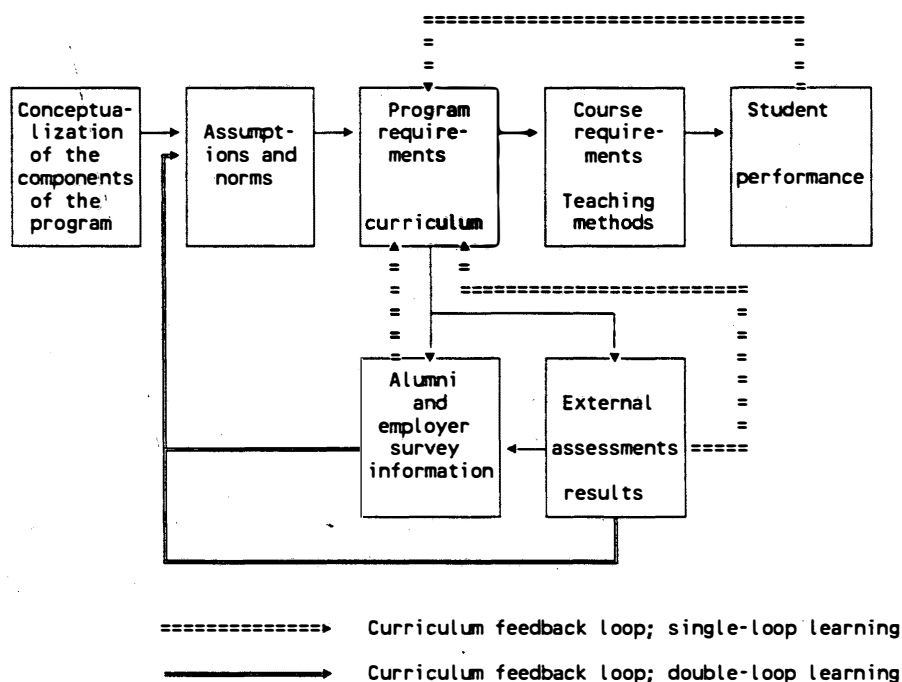 Conceptua-
lization
of the
components
of the
program
Assumpt-
ions and
norms
Program
require-
ments
curriculum
Course
require-
ments
Teaching
methods
Student
performance
Alumni
and
employer
survey
information
External
assessments
results
Curriculum feedback loop; single-loop learning
Curriculum feedback loop; double-loop learning